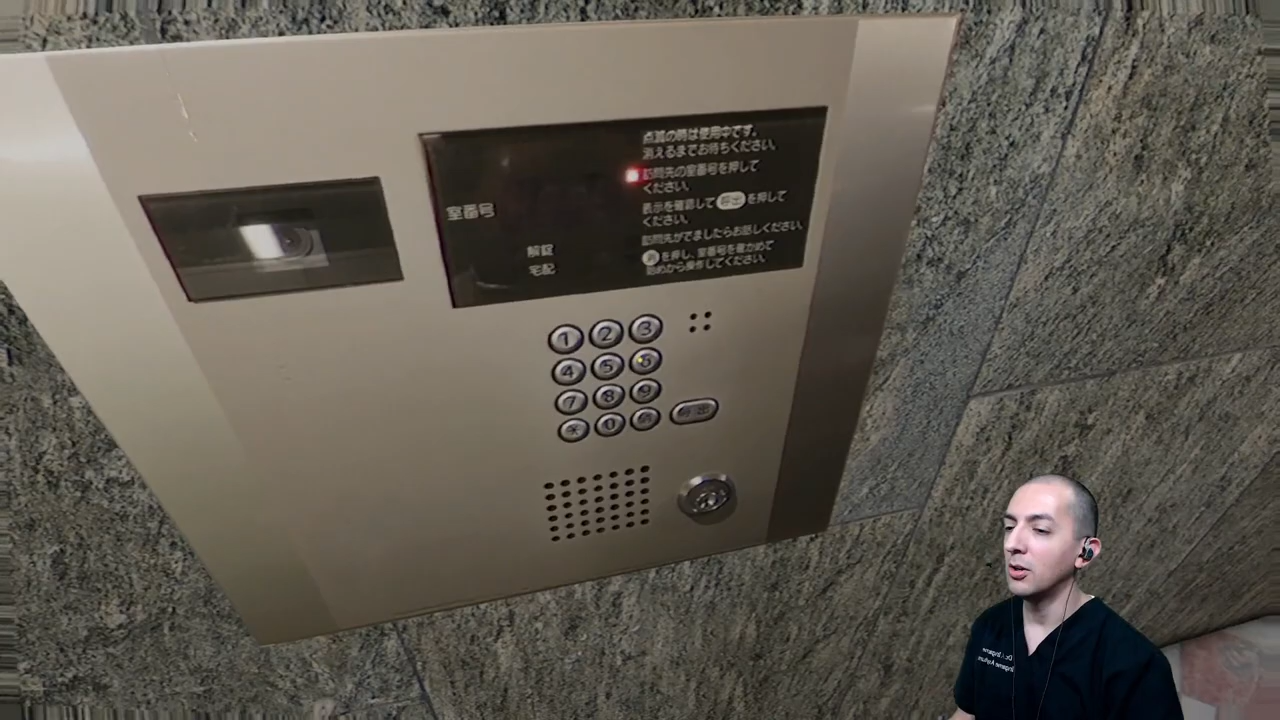 点滅の時は使用中です。
消えるまでお待ちください。
訪問先の室番号を押して
ください。
表示を確認して 呼出 を押して
ください。
訪問先がでましたらお話しください。
を押し、室番号を確かめて
始めから操作してください。
室番号
解錠
宅配
1 2 3
4 5 6
7 8 9
* 0
呼出